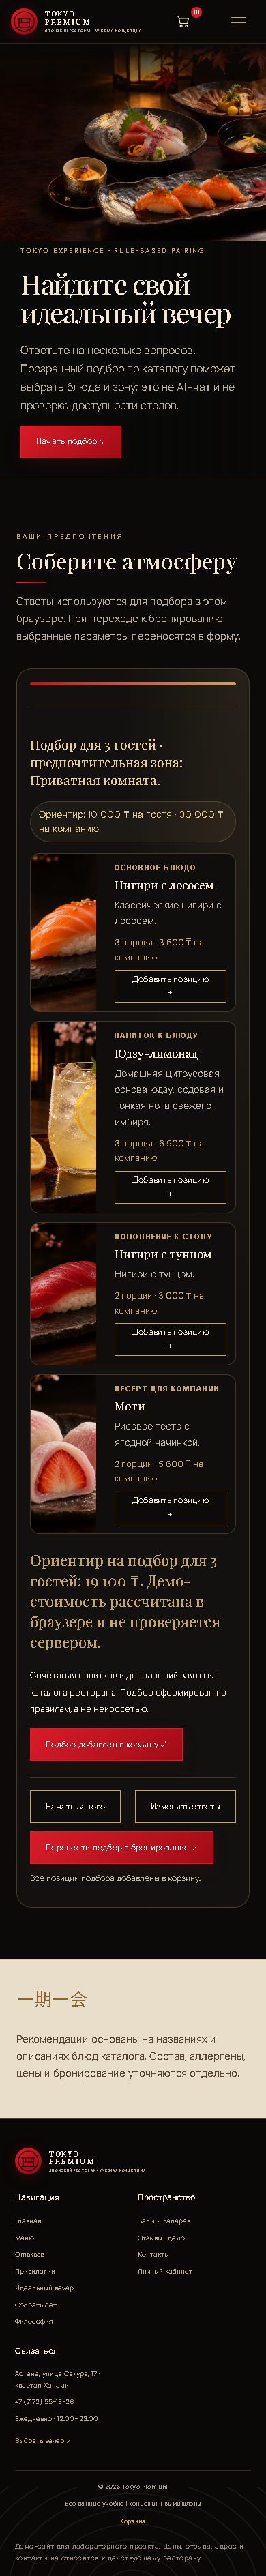 TOKYO
PREMIUM
ЯПОНСКИЙ РЕСТОРАН · УЧЕБНАЯ КОНЦЕПЦИЯ
10
TOKYO EXPERIENCE · RULE-BASED PAIRING
Найдите свой
идеальный вечер
Ответьте на несколько вопросов.
Прозрачный подбор по каталогу поможет
выбрать блюда и зону; это не AI-чат и не
проверка доступности столов.
Начать подбор ↘
ВАШИ ПРЕДПОЧТЕНИЯ
Соберите атмосферу
Ответы используются для подбора в этом
браузере. При переходе к бронированию
выбранные параметры переносятся в форму.
Подбор для 3 гостей ·
предпочтительная зона:
Приватная комната.
Ориентир: 10 000 ₸ на гостя · 30 000 ₸
на компанию.
ОСНОВНОЕ БЛЮДО
Нигири с лососем
Классические нигири с
лососем.
3 порции · 3 600 ₸ на
компанию
Добавить позицию
+
НАПИТОК К БЛЮДУ
Юдзу-лимонад
Домашняя цитрусовая
основа юдзу, содовая и
тонкая нота свежего
имбиря.
3 порции · 6 900 ₸ на
компанию
Добавить позицию
+
ДОПОЛНЕНИЕ К СТОЛУ
Нигири с тунцом
Нигири с тунцом.
2 порции · 3 000 ₸ на
компанию
Добавить позицию
+
ДЕСЕРТ ДЛЯ КОМПАНИИ
Моти
Рисовое тесто с
ягодной начинкой.
2 порции · 5 600 ₸ на
компанию
Добавить позицию
+
Ориентир на подбор для 3
гостей: 19 100 ₸. Демо-
стоимость рассчитана в
браузере и не проверяется
сервером.
Сочетания напитков и дополнений взяты из
каталога ресторана. Подбор сформирован по
правилам, а не нейросетью.
Подбор добавлен в корзину ✓
Начать заново
Изменить ответы
Перенести подбор в бронирование ↗
Все позиции подбора добавлены в корзину.
一期一会
Рекомендации основаны на названиях и
описаниях блюд каталога. Состав, аллергены,
цены и бронирование уточняются отдельно.
TOKYO
PREMIUM
ЯПОНСКИЙ РЕСТОРАН · УЧЕБНАЯ КОНЦЕПЦИЯ
Навигация
Главная
Меню
Omakase
Привилегии
Идеальный вечер
Собрать сет
Философия
Пространство
Залы и галерея
Отзывы · демо
Контакты
Личный кабинет
Связаться
Астана, улица Сакура, 17 ·
квартал Ханами
+7 (7172) 55-18-26
Ежедневно · 12:00–23:00
Выбрать вечер ↗
© 2026 Tokyo Premium
Все данные учебной концепции вымышлены
Корзина
Демо-сайт для лабораторного проекта. Цены, отзывы, адрес и
контакты не относятся к действующему ресторану.